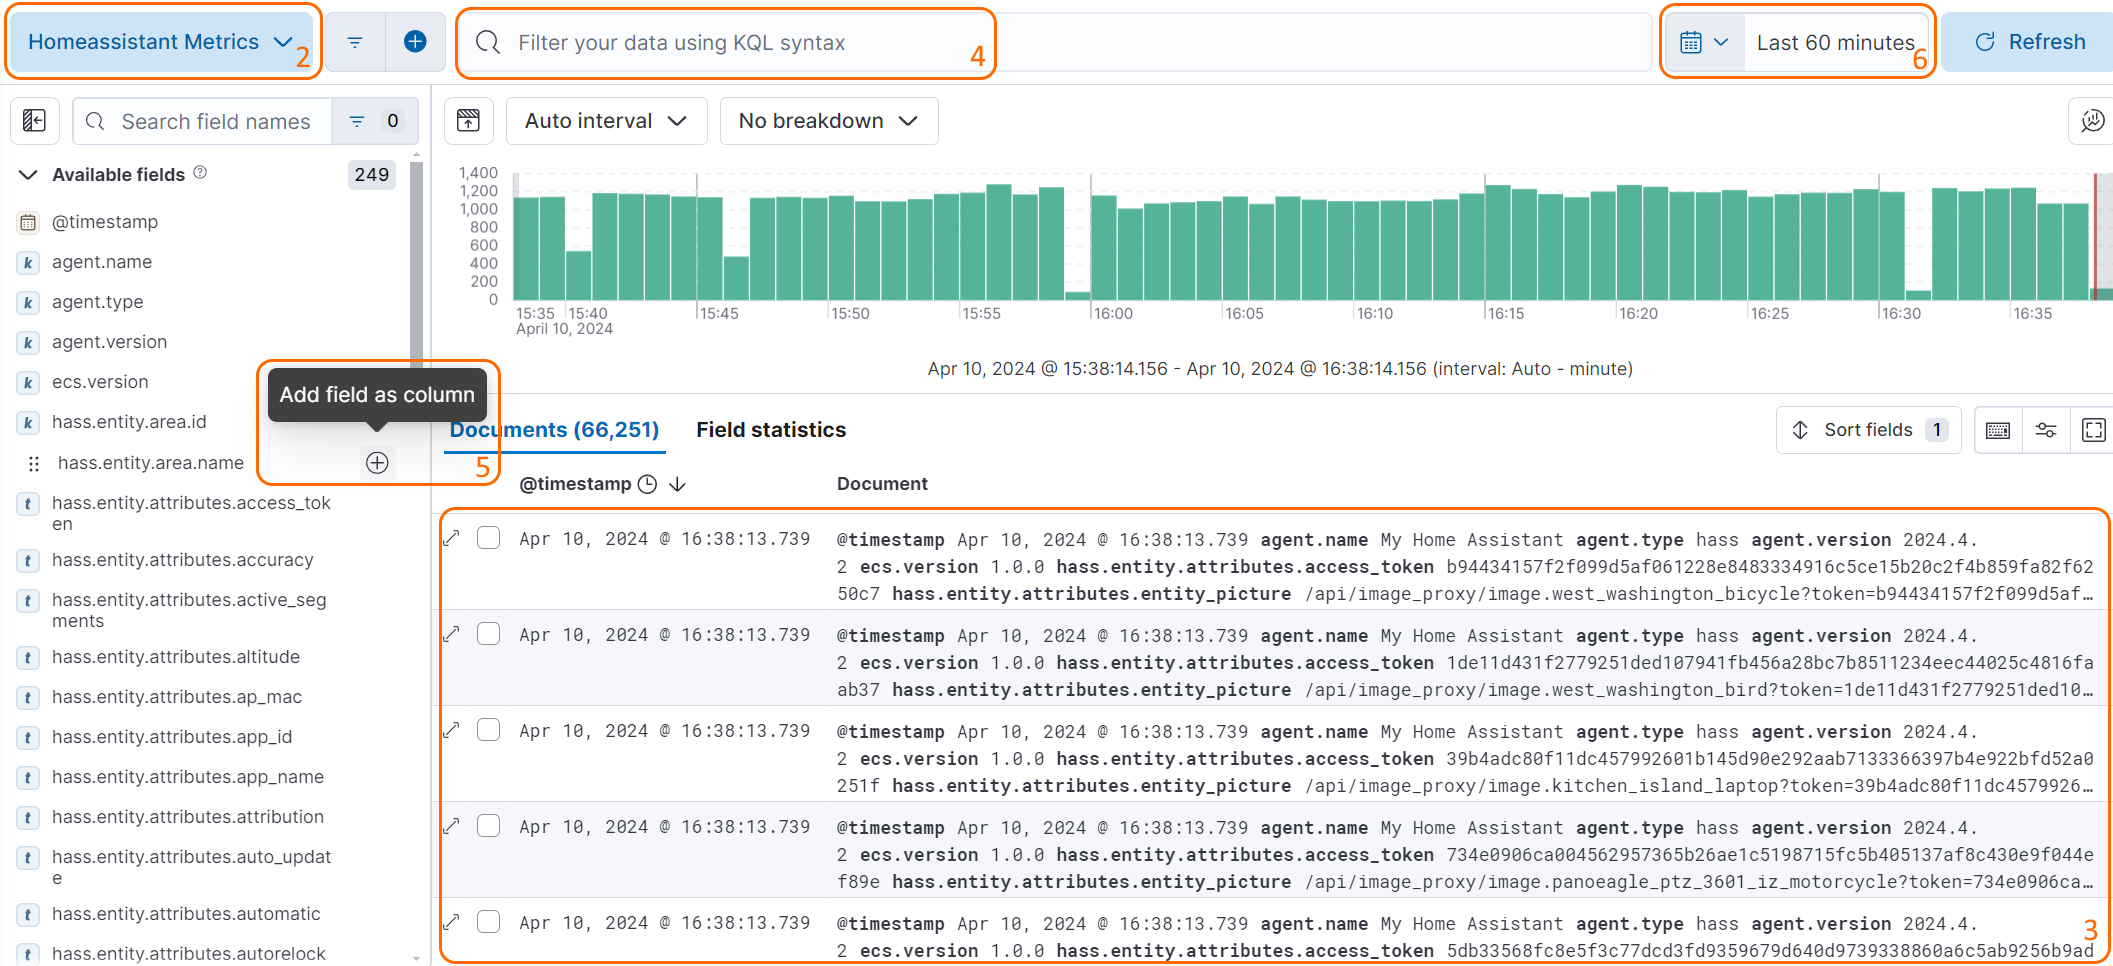 Homeassistant Metrics
2
Filter your data using KQL syntax
4
Last 60 minutes
6
Refresh
Search field names
0
Auto interval
No breakdown
Available fields
249
@timestamp
agent.name
agent.type
agent.version
ecs.version
hass.entity.area.id
Add field as column
hass.entity.area.name
5
hass.entity.attributes.access_tok
en
hass.entity.attributes.accuracy
hass.entity.attributes.active_seg
ments
hass.entity.attributes.altitude
hass.entity.attributes.ap_mac
hass.entity.attributes.app_id
hass.entity.attributes.app_name
hass.entity.attributes.attribution
hass.entity.attributes.auto_updat
e
hass.entity.attributes.automatic
hass.entity.attributes.autorelock
1,400
1,200
1,000
800
600
400
200
0
15:35 15:40 15:45 15:50 15:55 16:00 16:05 16:10 16:15 16:20 16:25 16:30 16:35
April 10, 2024
Apr 10, 2024 @ 15:38:14.156 - Apr 10, 2024 @ 16:38:14.156 (interval: Auto - minute)
Documents (66,251)
Field statistics
Sort fields 1
@timestamp
Document
Apr 10, 2024 @ 16:38:13.739
@timestamp Apr 10, 2024 @ 16:38:13.739 agent.name My Home Assistant agent.type hass agent.version 2024.4.
2 ecs.version 1.0.0 hass.entity.attributes.access_token b94434157f2f099d5af061228e8483334916c5ce15b20c2f4b859fa82f62
50c7 hass.entity.attributes.entity_picture /api/image_proxy/image.west_washington_bicycle?token=b94434157f2f099d5af…
Apr 10, 2024 @ 16:38:13.739
@timestamp Apr 10, 2024 @ 16:38:13.739 agent.name My Home Assistant agent.type hass agent.version 2024.4.
2 ecs.version 1.0.0 hass.entity.attributes.access_token 1de11d431f2779251ded107941fb456a28bc7b8511234eec44025c4816fa
ab37 hass.entity.attributes.entity_picture /api/image_proxy/image.west_washington_bird?token=1de11d431f2779251ded10…
Apr 10, 2024 @ 16:38:13.739
@timestamp Apr 10, 2024 @ 16:38:13.739 agent.name My Home Assistant agent.type hass agent.version 2024.4.
2 ecs.version 1.0.0 hass.entity.attributes.access_token 39b4adc80f11dc457992601b145d90e292aab7133366397b4e922bfd52a0
251f hass.entity.attributes.entity_picture /api/image_proxy/image.kitchen_island_laptop?token=39b4adc80f11dc4579926…
Apr 10, 2024 @ 16:38:13.739
@timestamp Apr 10, 2024 @ 16:38:13.739 agent.name My Home Assistant agent.type hass agent.version 2024.4.
2 ecs.version 1.0.0 hass.entity.attributes.access_token 734e0906ca004562957365b26ae1c5198715fc5b405137af8c430e9f044e
f89e hass.entity.attributes.entity_picture /api/image_proxy/image.panoeagle_ptz_3601_iz_motorcycle?token=734e0906ca…
Apr 10, 2024 @ 16:38:13.739
@timestamp Apr 10, 2024 @ 16:38:13.739 agent.name My Home Assistant agent.type hass agent.version 2024.4.
2 ecs.version 1.0.0 hass.entity.attributes.access_token 5db33568fc8e5f3c77dcd3fd9359679d640d9739338860a6c5ab9256b9ad
3